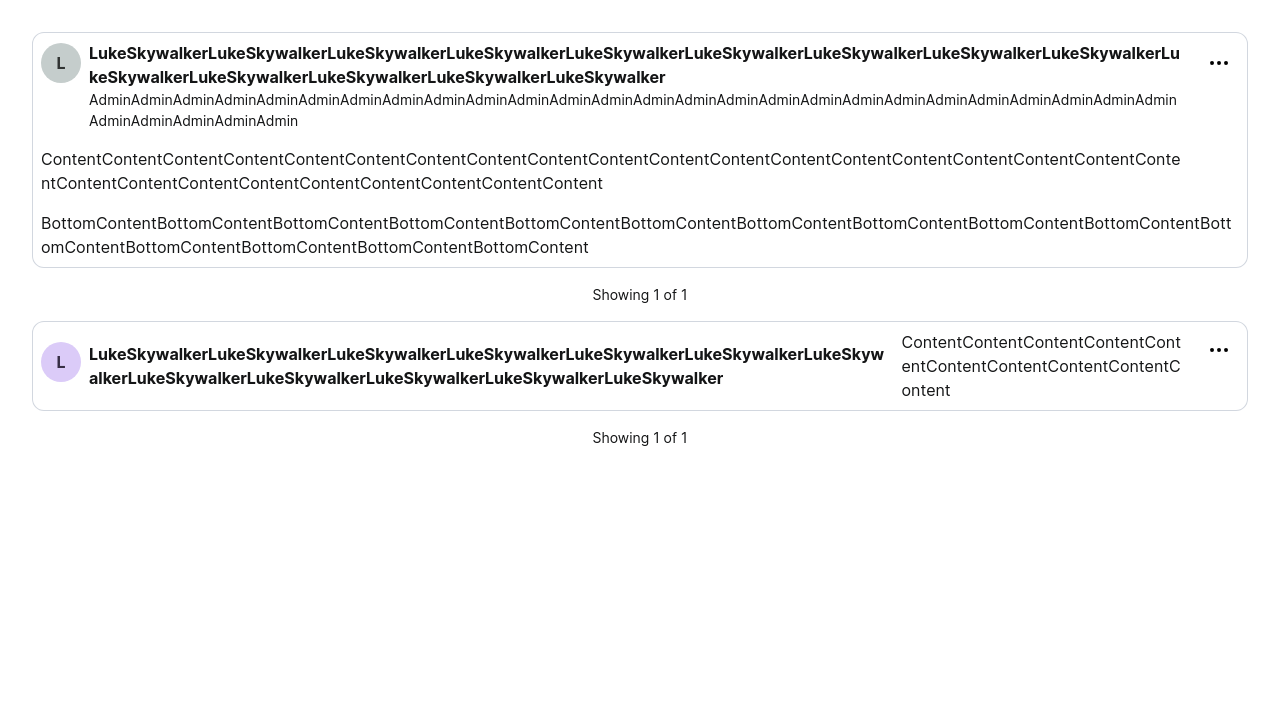 L
LukeSkywalkerLukeSkywalkerLukeSkywalkerLukeSkywalkerLukeSkywalkerLukeSkywalkerLukeSkywalkerLukeSkywalkerLukeSkywalkerLu
keSkywalkerLukeSkywalkerLukeSkywalkerLukeSkywalkerLukeSkywalker
AdminAdminAdminAdminAdminAdminAdminAdminAdminAdminAdminAdminAdminAdminAdminAdminAdminAdminAdminAdminAdminAdminAdminAdminAdminAdmin
AdminAdminAdminAdminAdmin
ContentContentContentContentContentContentContentContentContentContentContentContentContentContentContentContentContentContentConte
ntContentContentContentContentContentContentContentContentContent
BottomContentBottomContentBottomContentBottomContentBottomContentBottomContentBottomContentBottomContentBottomContentBottomContentBott
omContentBottomContentBottomContentBottomContentBottomContent
Showing 1 of 1
L
LukeSkywalkerLukeSkywalkerLukeSkywalkerLukeSkywalkerLukeSkywalkerLukeSkywalkerLukeSkyw
alkerLukeSkywalkerLukeSkywalkerLukeSkywalkerLukeSkywalkerLukeSkywalker
ContentContentContentContentCont
entContentContentContentContentC
ontent
Showing 1 of 1